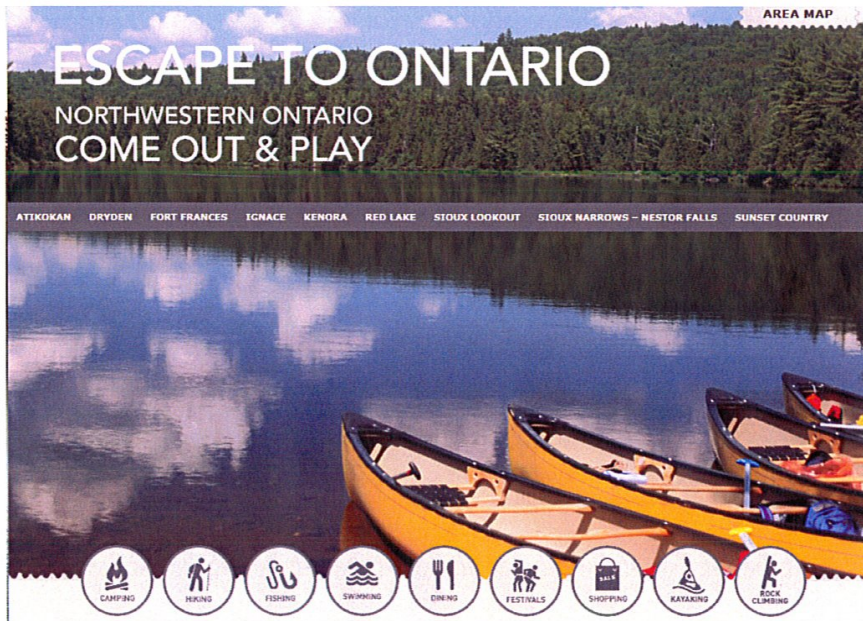 AREA MAP
ESCAPE TO ONTARIO
NORTHWESTERN ONTARIO
COME OUT & PLAY
ATIKOKAN DRYDEN FORT FRANCES IGNACE KENORA RED LAKE SIOUX LOOKOUT SIOUX NARROWS – NESTOR FALLS SUNSET COUNTRY
SALE
CAMPING HIKING FISHING SWIMMING DINING FESTIVALS SHOPPING KAYAKING ROCK
CLIMBING